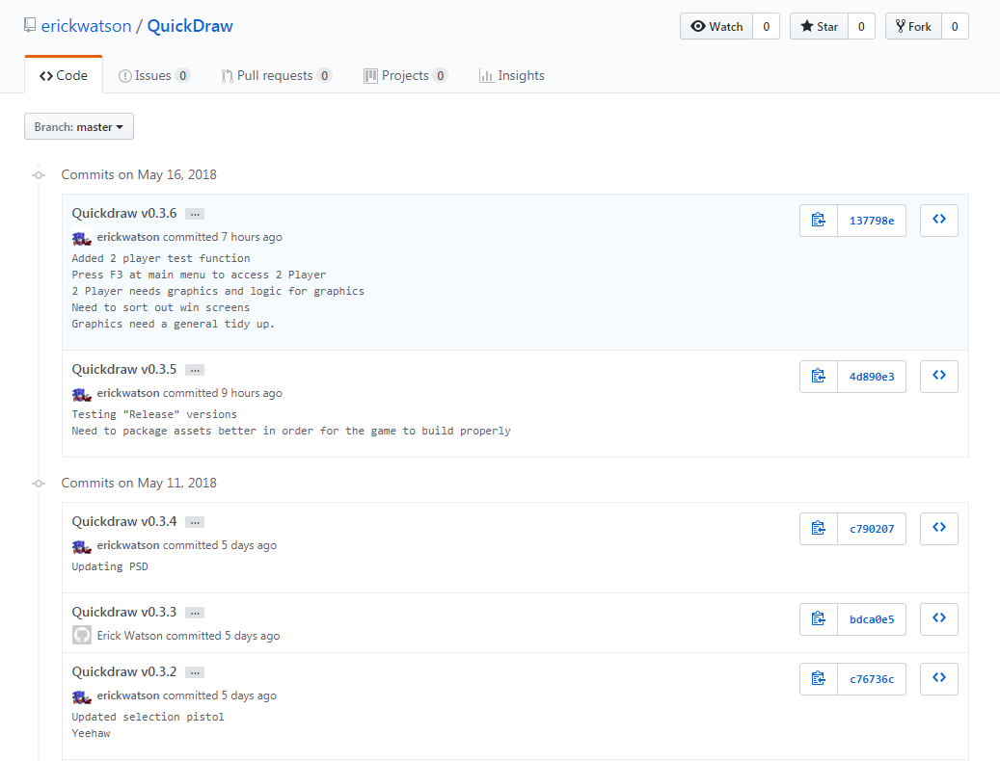 erickwatson / QuickDraw
Watch 0 Star 0 Fork 0
Code Issues 0 Pull requests 0 Projects 0 Insights
Branch: master
Commits on May 16, 2018
Quickdraw v0.3.6 …
137798e
erickwatson committed 7 hours ago
Added 2 player test function
Press F3 at main menu to access 2 Player
2 Player needs graphics and logic for graphics
Need to sort out win screens
Graphics need a general tidy up.
Quickdraw v0.3.5 …
4d890e3
erickwatson committed 9 hours ago
Testing "Release" versions
Need to package assets better in order for the game to build properly
Commits on May 11, 2018
Quickdraw v0.3.4 …
c790207
erickwatson committed 5 days ago
Updating PSD
Quickdraw v0.3.3 …
bdca0e5
Erick Watson committed 5 days ago
Quickdraw v0.3.2 …
c76736c
erickwatson committed 5 days ago
Updated selection pistol
Yeehaw